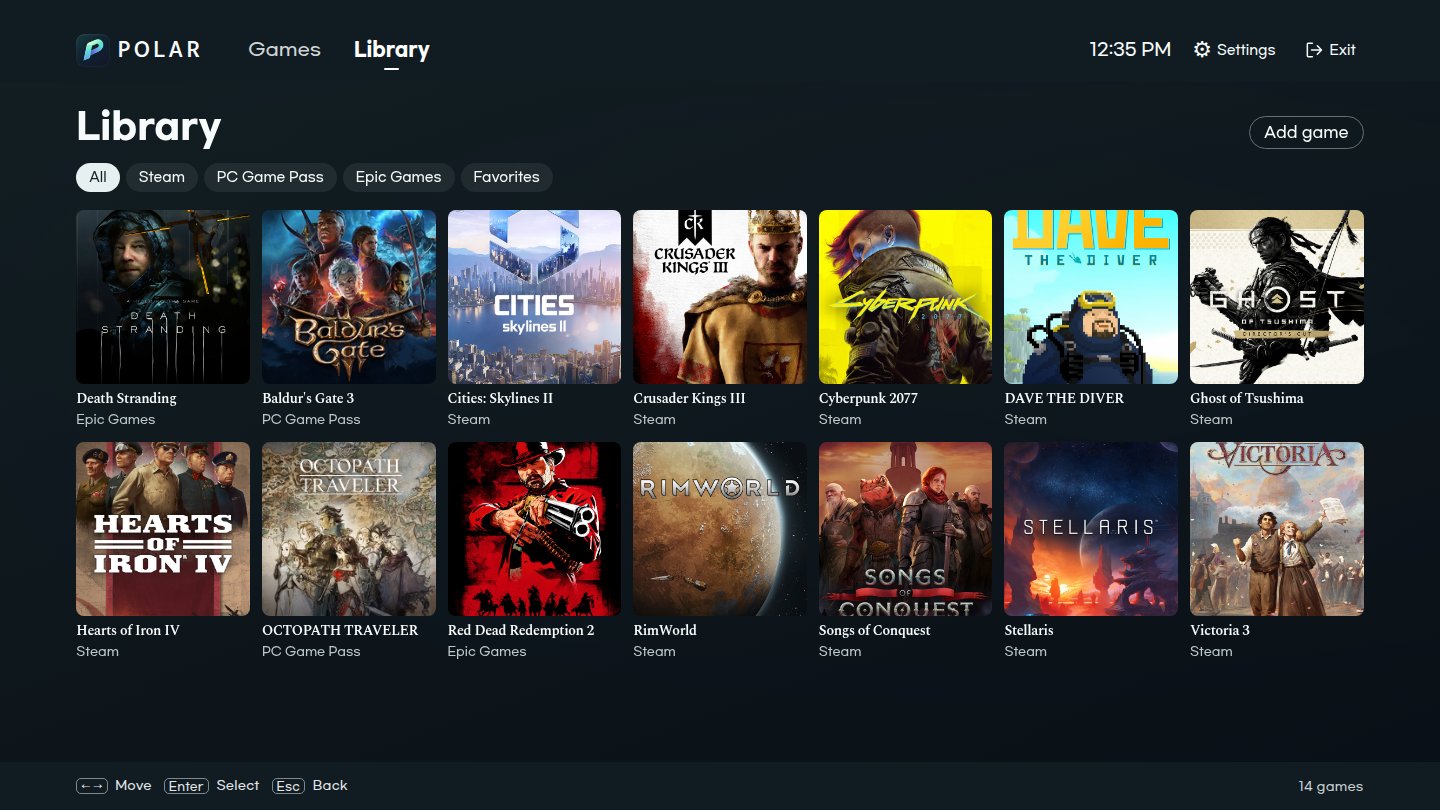 POLAR Games Library 12:35 PM Settings Exit
Library
Add game
All Steam PC Game Pass Epic Games Favorites
DEATH
STRANDING
Baldur's
Gate
CITIES
skylines II
CK
CRUSADER
KINGS III
Cyberpunk
2077
DAVE
THE DIVER
GHOST
OF TSUSHIMA
DIRECTOR'S CUT
Death Stranding
Epic Games
Baldur's Gate 3
PC Game Pass
Cities: Skylines II
Steam
Crusader Kings III
Steam
Cyberpunk 2077
Steam
DAVE THE DIVER
Steam
Ghost of Tsushima
Steam
HEARTS
OF
IRON IV
OCTOPATH
TRAVELER
RIMWORLD
SONGS
OF
CONQUEST
STELLARIS
VICTORIA
Hearts of Iron IV
Steam
OCTOPATH TRAVELER
PC Game Pass
Red Dead Redemption 2
Epic Games
RimWorld
Steam
Songs of Conquest
Steam
Stellaris
Steam
Victoria 3
Steam
←→ Move Enter Select Esc Back
14 games